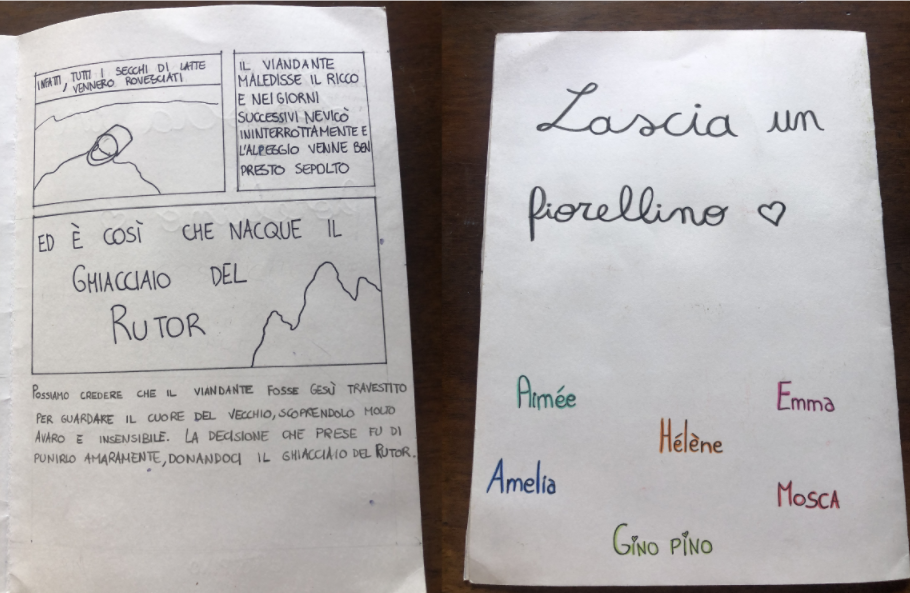 INFATTI, TUTTI I SECCHI DI LATTE
VENNERO ROVESCIATI
IL VIANDANTE
MALEDISSE IL RICCO
E NEI GIORNI
SUCCESSIVI NEVICÒ
ININTERROTTAMENTE E
L'ALPEGGIO VENNE BEN
PRESTO SEPOLTO
ED È COSÌ CHE NACQUE IL
GHIACCIAIO DEL
RUTOR
POSSIAMO CREDERE CHE IL VIANDANTE FOSSE GESÙ TRAVESTITO
PER GUARDARE IL CUORE DEL VECCHIO, SCOPRENDOLO MOLTO
AVARO E INSENSIBILE. LA DECISIONE CHE PRESE FU DI
PUNIRLO AMARAMENTE, DONANDOCI IL GHIACCIAIO DEL RUTOR.
Lascia un
fiorellino ♡
Aimée
Emma
Hélène
Amelia
MOSCA
GINO PINO